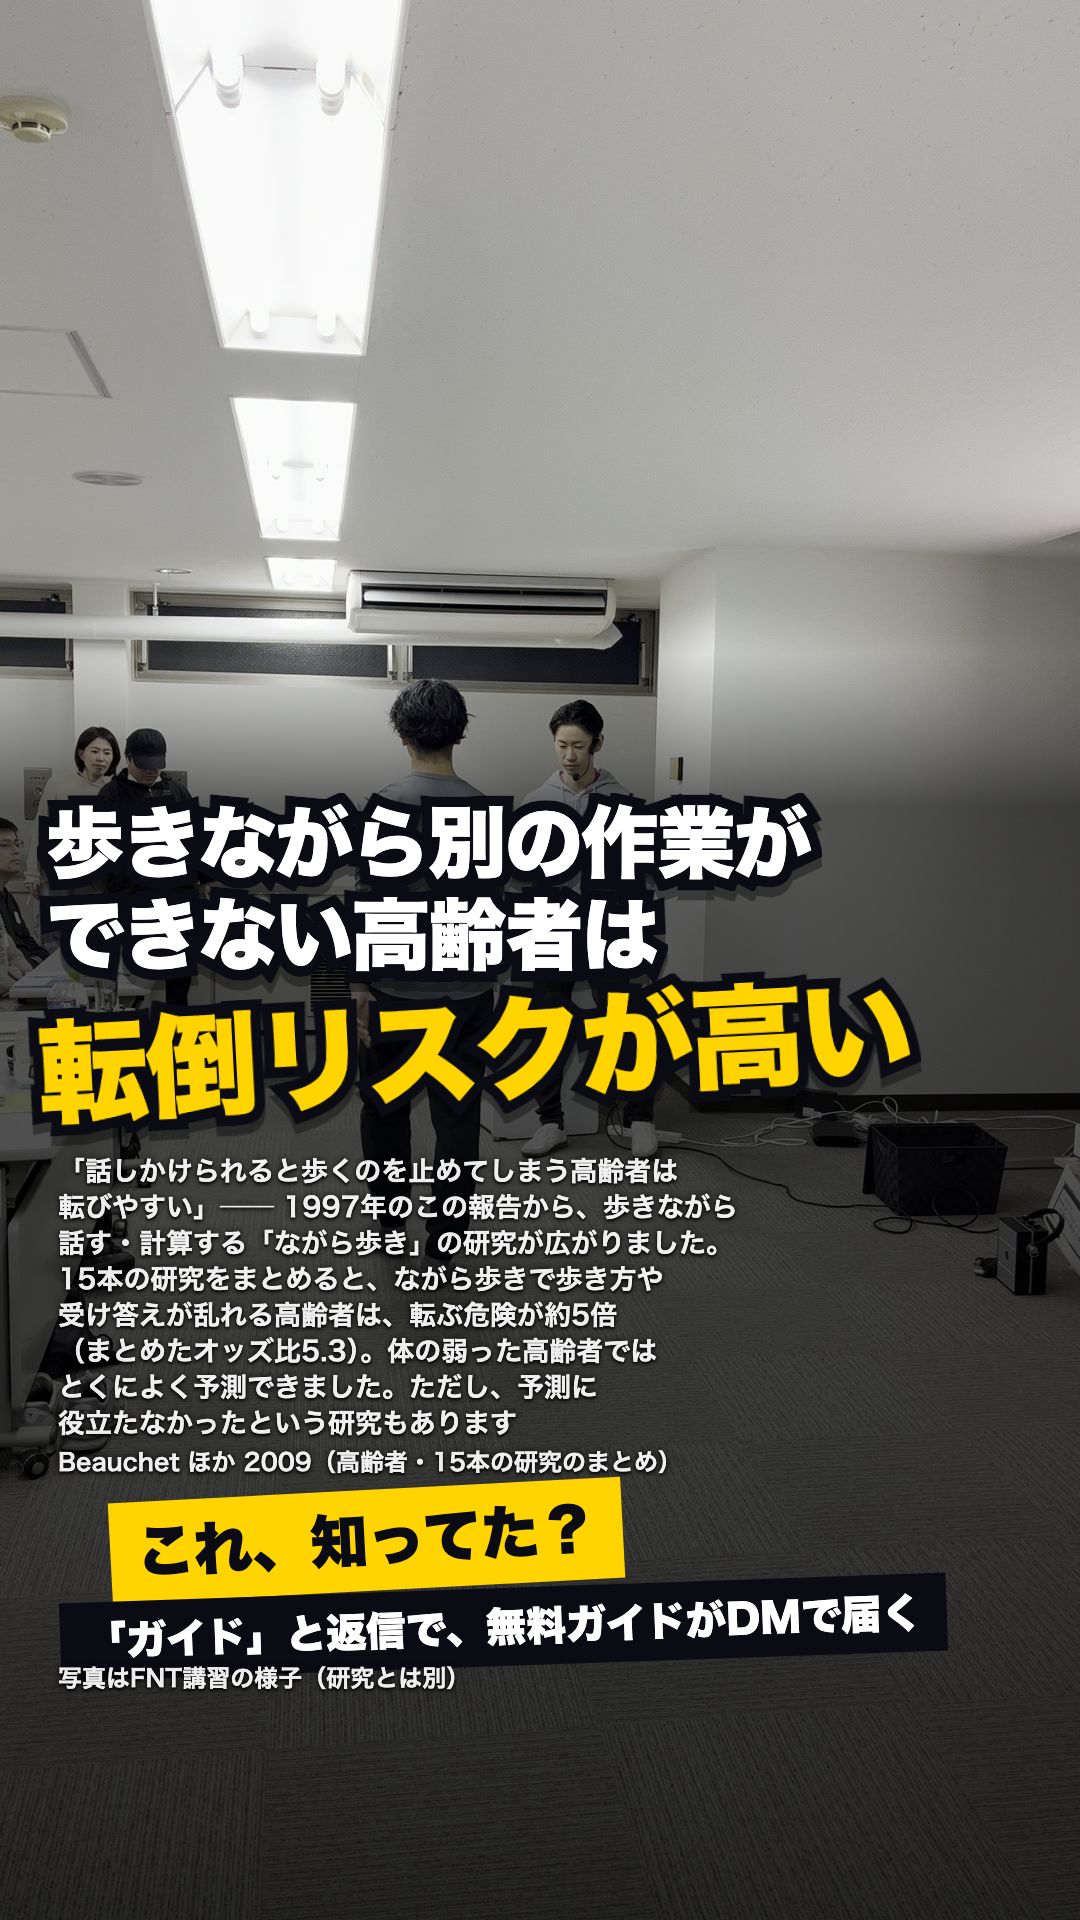 歩きながら別の作業が
できない高齢者は
転倒リスクが高い
「話しかけられると歩くのを止めてしまう高齢者は
転びやすい」―― 1997年のこの報告から、歩きながら
話す・計算する「ながら歩き」の研究が広がりました。
15本の研究をまとめると、ながら歩きで歩き方や
受け答えが乱れる高齢者は、転ぶ危険が約5倍
（まとめたオッズ比5.3）。体の弱った高齢者では
とくによく予測できました。ただし、予測に
役立たなかったという研究もあります
Beauchet ほか 2009（高齢者・15本の研究のまとめ）
これ、知ってた？
「ガイド」と返信で、無料ガイドがDMで届く
写真はFNT講習の様子（研究とは別）